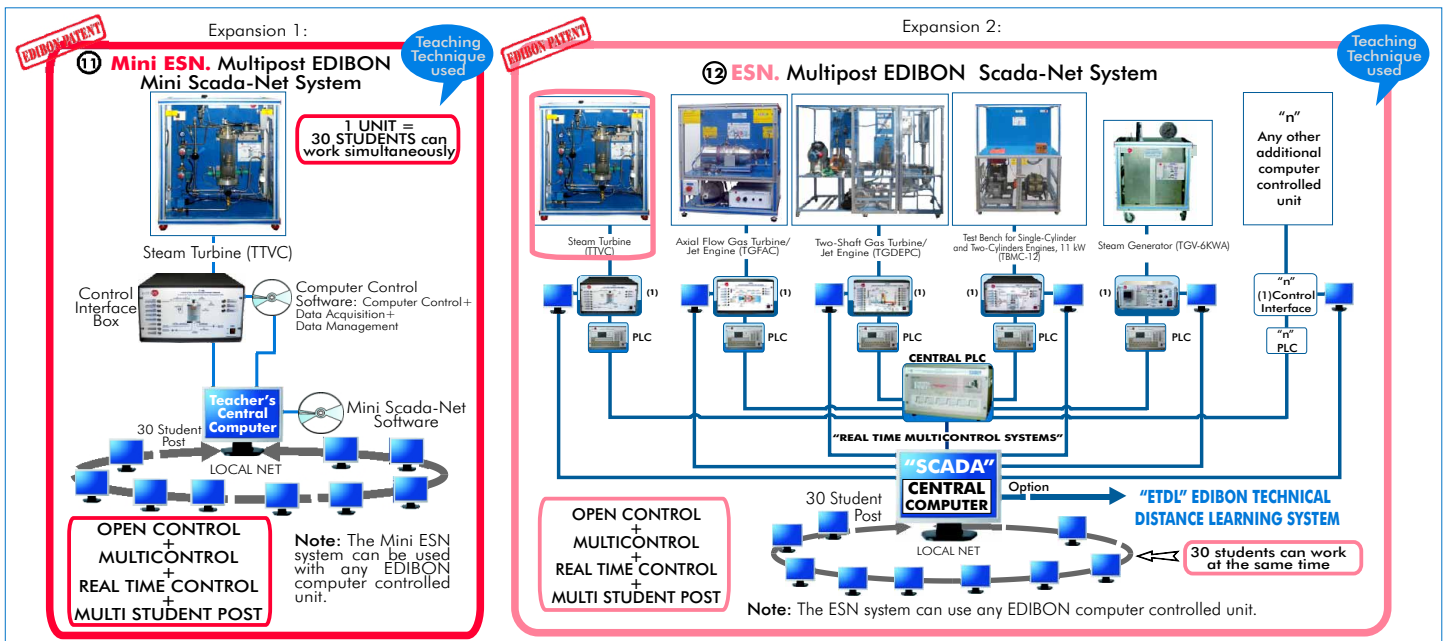 Expansion 1:
EDIBON PATENT
Teaching
Technique
used
11 Mini ESN. Multipost EDIBON
Mini Scada-Net System
1 UNIT =
30 STUDENTS can
work simultaneously
Steam Turbine (TTVC)
Control
Interface
Box
Computer Control
Software: Computer Control+
Data Acquisition+
Data Management
Teacher's
Central
Computer
Mini Scada-Net
Software
30 Student
Post
LOCAL NET
OPEN CONTROL
+
MULTICONTROL
+
REAL TIME CONTROL
+
MULTI STUDENT POST
Note: The Mini ESN
system can be used
with any EDIBON
computer controlled
unit.
Expansion 2:
EDIBON PATENT
Teaching
Technique
used
12 ESN. Multipost EDIBON Scada-Net System
Steam Turbine
(TTVC)
Axial Flow Gas Turbine/
Jet Engine (TGFAC)
Two-Shaft Gas Turbine/
Jet Engine (TGDEPC)
Test Bench for Single-Cylinder
and Two-Cylinders Engines, 11 kW
(TBMC-12)
Steam Generator (TGV-6KWA)
"n"
Any other
additional
computer
controlled
unit
(1)
(1)
(1)
(1)
(1)
"n"
(1)Control
Interface
PLC
PLC
PLC
PLC
PLC
"n"
PLC
CENTRAL PLC
"REAL TIME MULTICONTROL SYSTEMS"
"SCADA"
CENTRAL
COMPUTER
Option
"ETDL" EDIBON TECHNICAL
DISTANCE LEARNING SYSTEM
30 Student
Post
LOCAL NET
30 students can work
at the same time
OPEN CONTROL
+
MULTICONTROL
+
REAL TIME CONTROL
+
MULTI STUDENT POST
Note: The ESN system can use any EDIBON computer controlled unit.